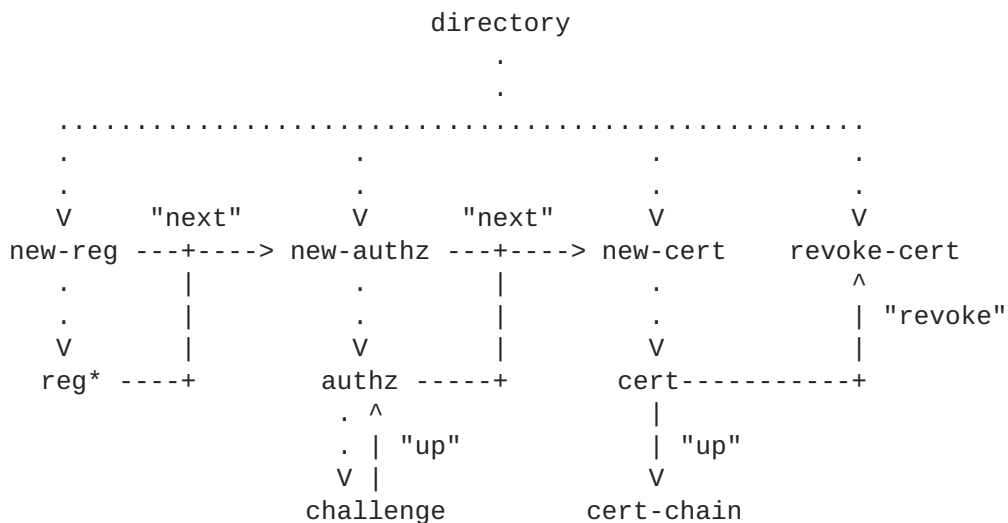 directory
"next" "next"
new-reg new-authz new-cert revoke-cert
"revoke"
reg* authz cert
"up" "up"
challenge cert-chain